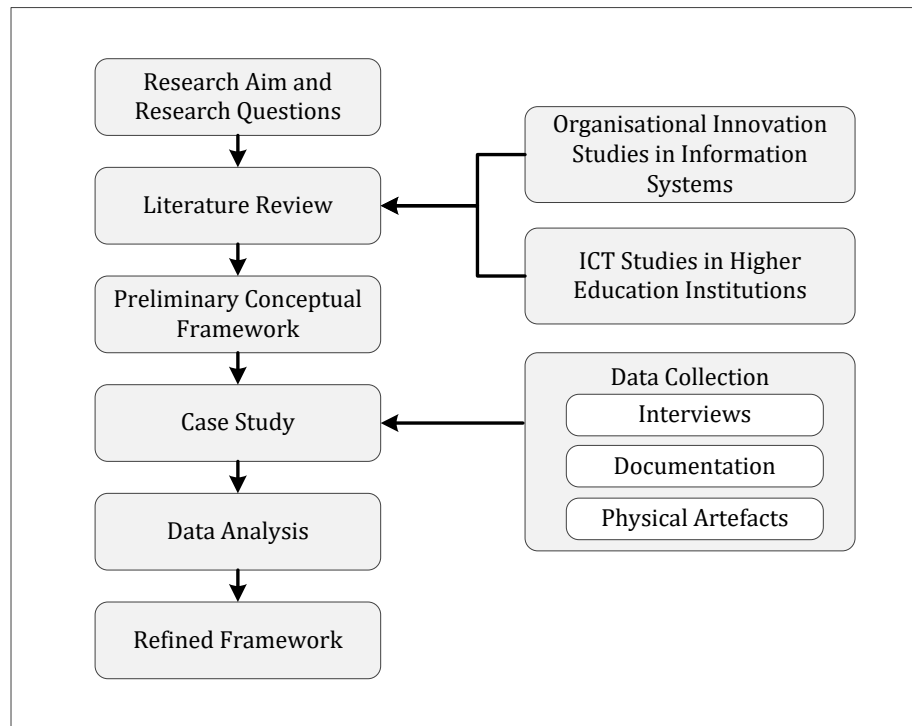 Research Aim and
Research Questions
Literature Review
Preliminary Conceptual
Framework
Case Study
Data Analysis
Refined Framework
Organisational Innovation
Studies in Information
Systems
ICT Studies in Higher
Education Institutions
Data Collection
Interviews
Documentation
Physical Artefacts